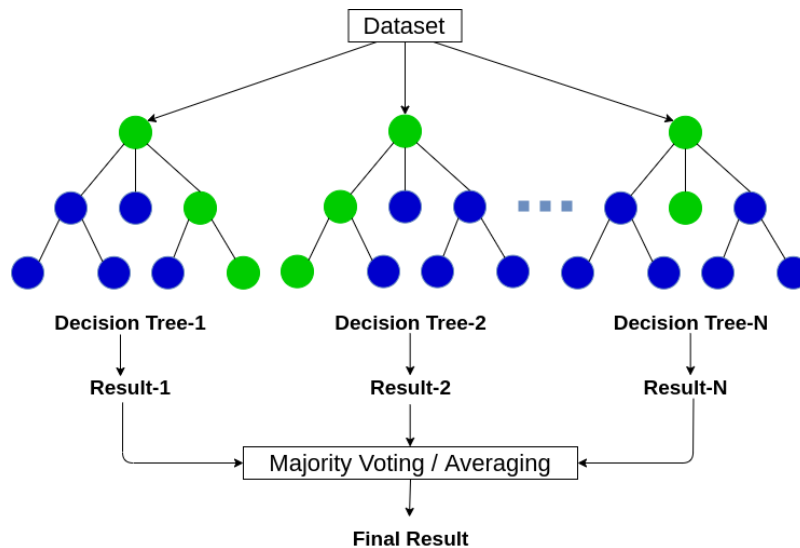 Dataset
Decision Tree-1
Decision Tree-2
Decision Tree-N
Result-1
Result-2
Result-N
Majority Voting / Averaging
Final Result